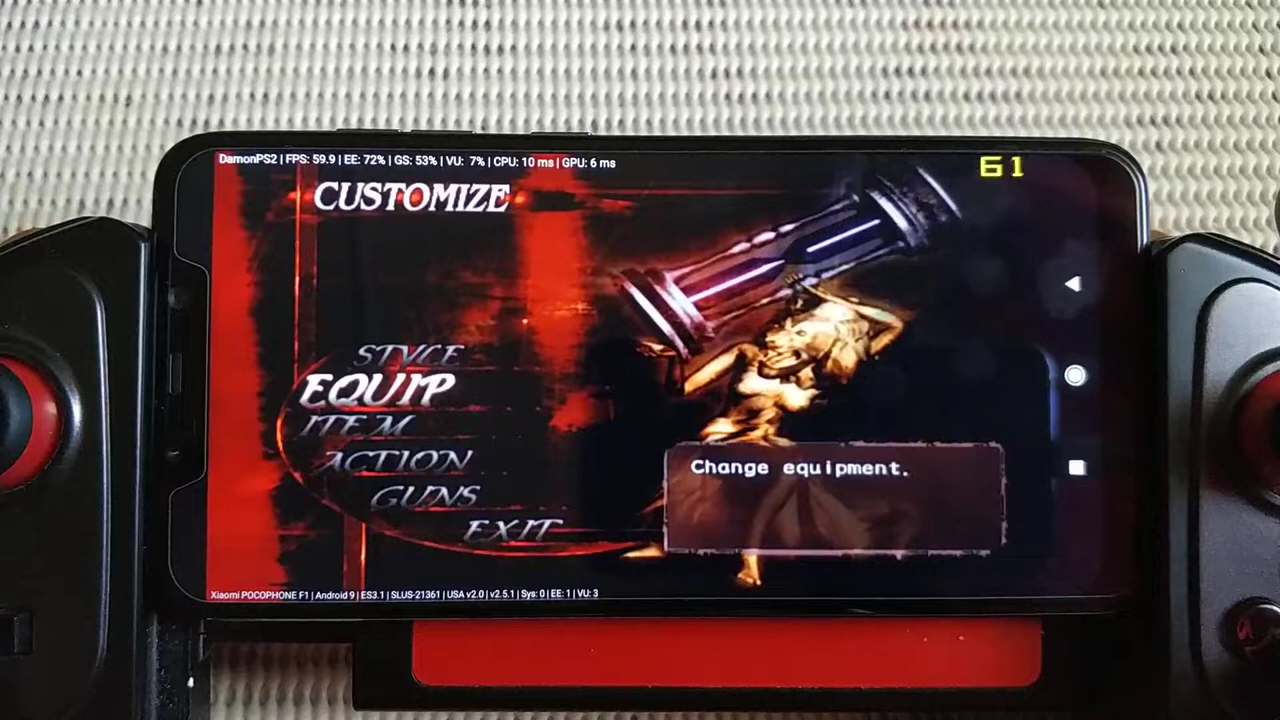 DamonPS2 | FPS: 59.9 | EE: 72% | GS: 53% | VU: 7% | CPU: 10 ms | GPU: 6 ms
61
CUSTOMIZE
STYLE
EQUIP
ITEM
ACTION
GUNS
EXIT
Change equipment.
Xiaomi POCOPHONE F1 | Android 9 | ES3.1 | SLUS-21361 | USA v2.0 | v2.5.1 | Sys: 0 | EE: 1 | VU: 3